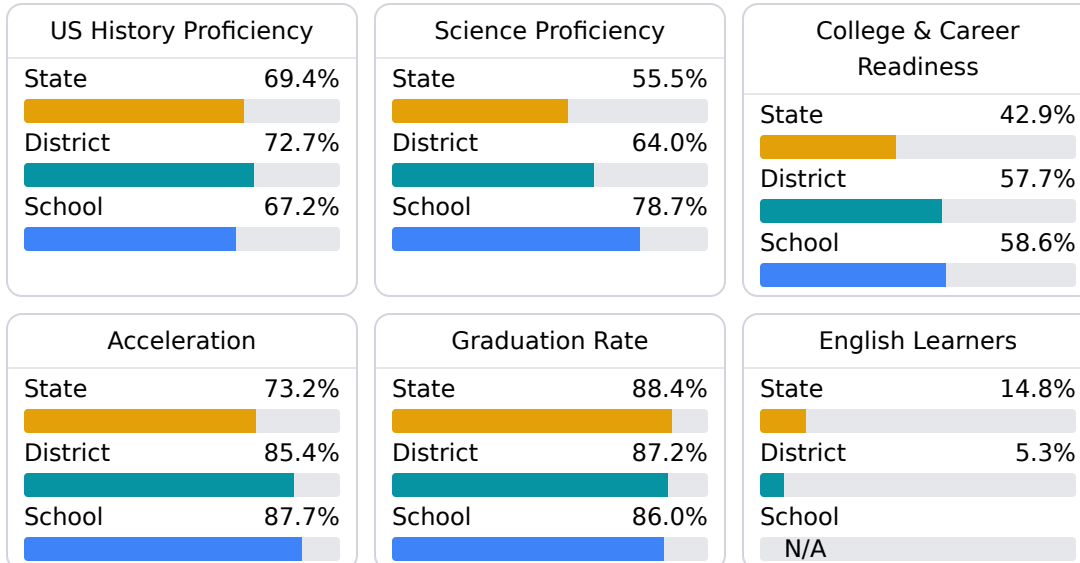 US History Proficiency
State 69.4%
District 72.7%
School 67.2%
Science Proficiency
State 55.5%
District 64.0%
School 78.7%
College & Career
Readiness
State 42.9%
District 57.7%
School 58.6%
Acceleration
State 73.2%
District 85.4%
School 87.7%
Graduation Rate
State 88.4%
District 87.2%
School 86.0%
English Learners
State 14.8%
District 5.3%
School
N/A